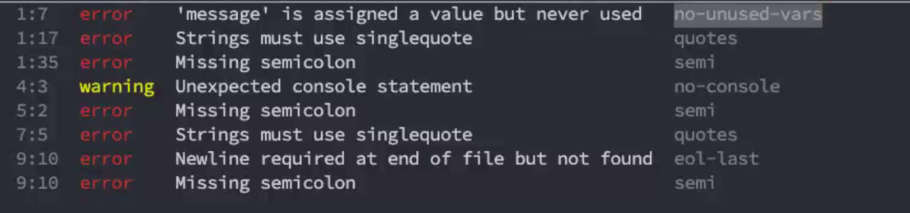 1:7 error 'message' is assigned a value but never used no-unused-vars
1:17 error Strings must use singlequote quotes
1:35 error Missing semicolon semi
4:3 warning Unexpected console statement no-console
5:2 error Missing semicolon semi
7:5 error Strings must use singlequote quotes
9:10 error Newline required at end of file but not found eol-last
9:10 error Missing semicolon semi